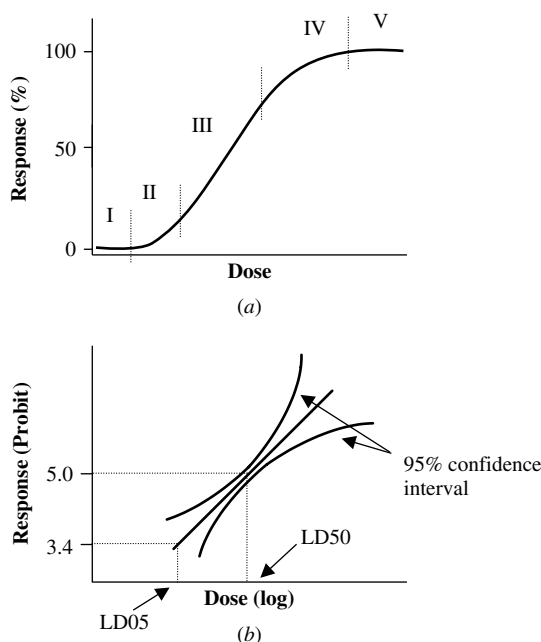 IV
V
100
Response (%)
III
50
II
I
0
Dose
(a)
Response (Probit)
5.0
95% confidence
interval
3.4
LD50
LD05
Dose (log)
(b)